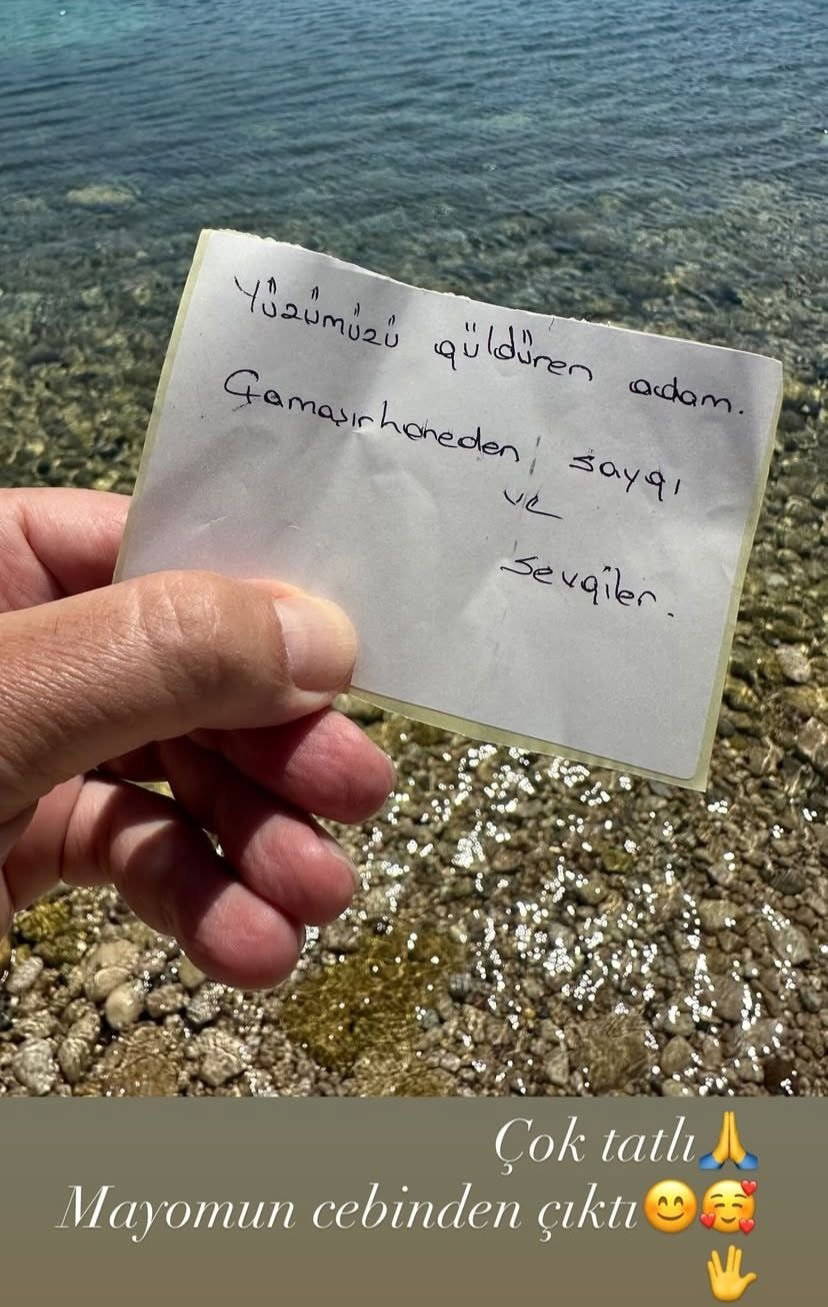 Yüzümüzü güldüren adam.
Çamaşırhaneden saygı
ve
sevgiler.
Çok tatlı🙏
Mayomun cebinden çıktı😊🥰
🖖